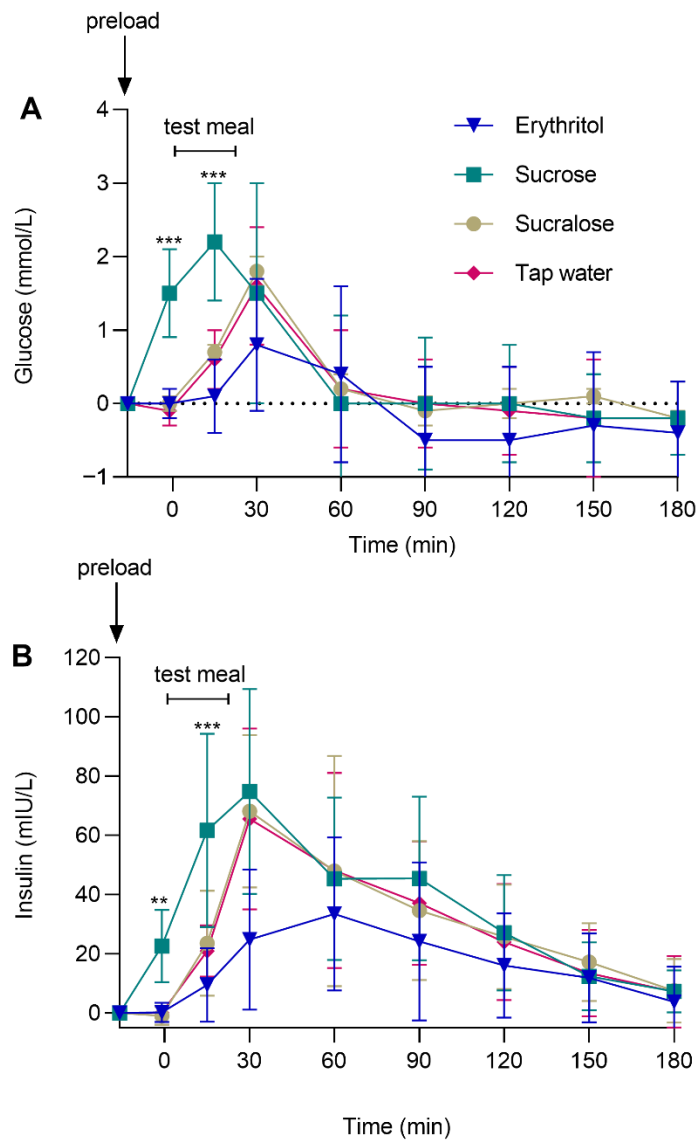 preload
A
4
test meal
Erythritol
***
3
Sucrose
***
Sucralose
2
Tap water
Glucose (mmol/L)
1
0
−1
0 30 60 90 120 150 180
Time (min)
preload
B
120
test meal
100
***
80
Insulin (mIU/L)
60
**
40
20
0
0 30 60 90 120 150 180
Time (min)